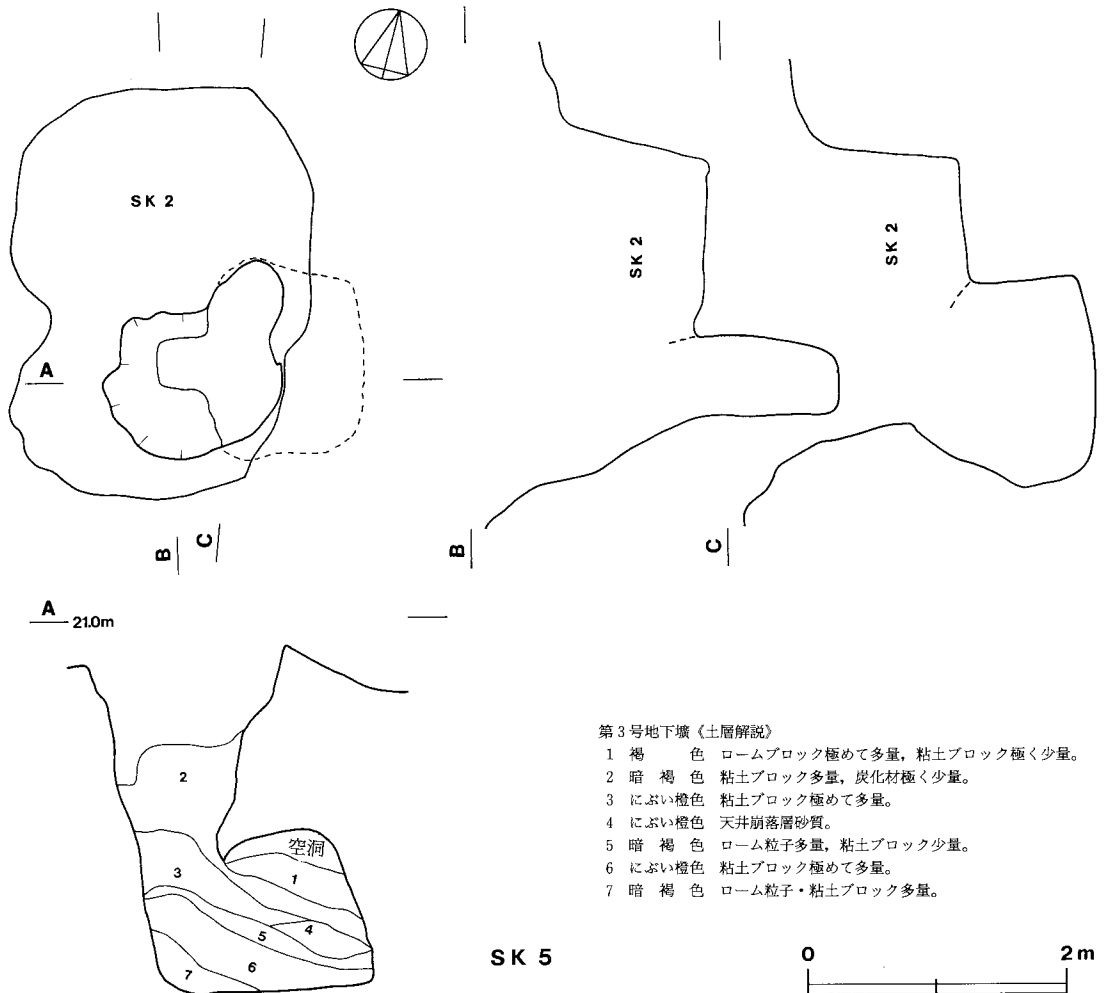 SK 2
SK 2
SK 2
A
B
C
B
C
A
21.0m
2
空洞
1
3
4
5
6
7
第3号地下壙《土層解説》
1 褐 色 ロームブロック極めて多量，粘土ブロック極く少量。
2 暗 褐 色 粘土ブロック多量，炭化材極く少量。
3 にぶい橙色 粘土ブロック極めて多量。
4 にぶい橙色 天井崩落層砂質。
5 暗 褐 色 ローム粒子多量，粘土ブロック少量。
6 にぶい橙色 粘土ブロック極めて多量。
7 暗 褐 色 ローム粒子・粘土ブロック多量。
SK 5
0 2m